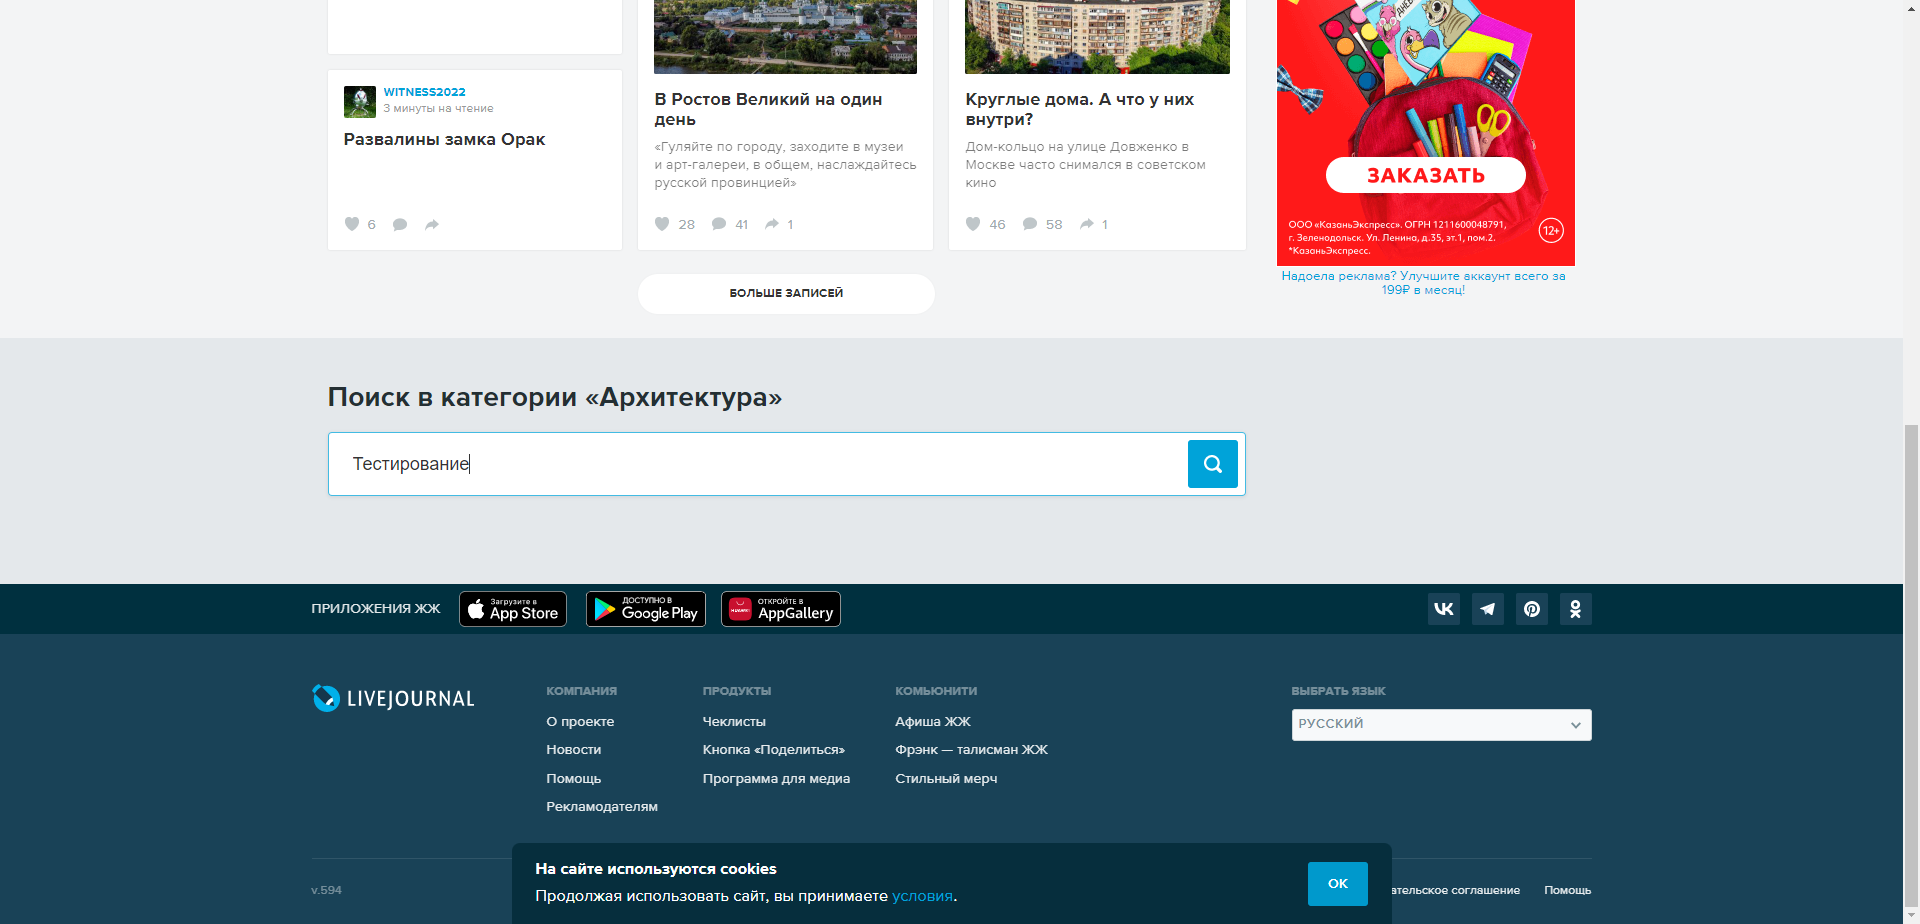 WITNESS2022
3 минуты на чтение
Развалины замка Орак
6
В Ростов Великий на один
день
«Гуляйте по городу, заходите в музеи
и арт-галереи, в общем, наслаждайтесь
русской провинцией»
28 41 1
Круглые дома. А что у них
внутри?
Дом-кольцо на улице Довженко в
Москве часто снимался в советском
кино
46 58 1
ЗАКАЗАТЬ
ООО «КазаньЭкспресс». ОГРН 1211600048791,
г. Зеленодольск. Ул. Ленина, д.35, эт.1, пом.2.
*КазаньЭкспресс.
12+
Надоела реклама? Улучшите аккаунт всего за
199₽ в месяц!
БОЛЬШЕ ЗАПИСЕЙ
Поиск в категории «Архитектура»
Тестирование
ПРИЛОЖЕНИЯ ЖЖ
Загрузите в
App Store
ДОСТУПНО В
Google Play
HUAWEI
ОТКРОЙТЕ В
AppGallery
LIVEJOURNAL
КОМПАНИЯ
О проекте
Новости
Помощь
Рекламодателям
ПРОДУКТЫ
Чеклисты
Кнопка «Поделиться»
Программа для медиа
КОМЬЮНИТИ
Афиша ЖЖ
Фрэнк — талисман ЖЖ
Стильный мерч
ВЫБРАТЬ ЯЗЫК
РУССКИЙ
v.594
На сайте используются cookies
Продолжая использовать сайт, вы принимаете условия.
ОК
ательское соглашение
Помощь